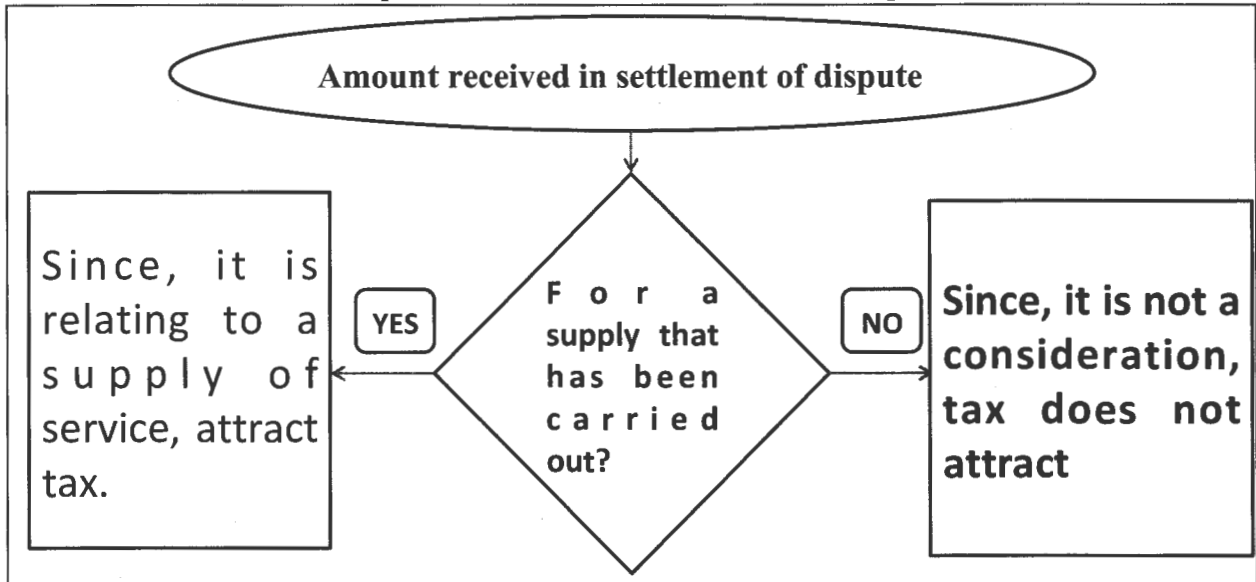 Amount received in settlement of dispute
Since, it is
relating to a
supply of
service, attract
tax.
YES
For a
supply that
has been
carried
out?
NO
Since, it is not a
consideration,
tax does not
attract